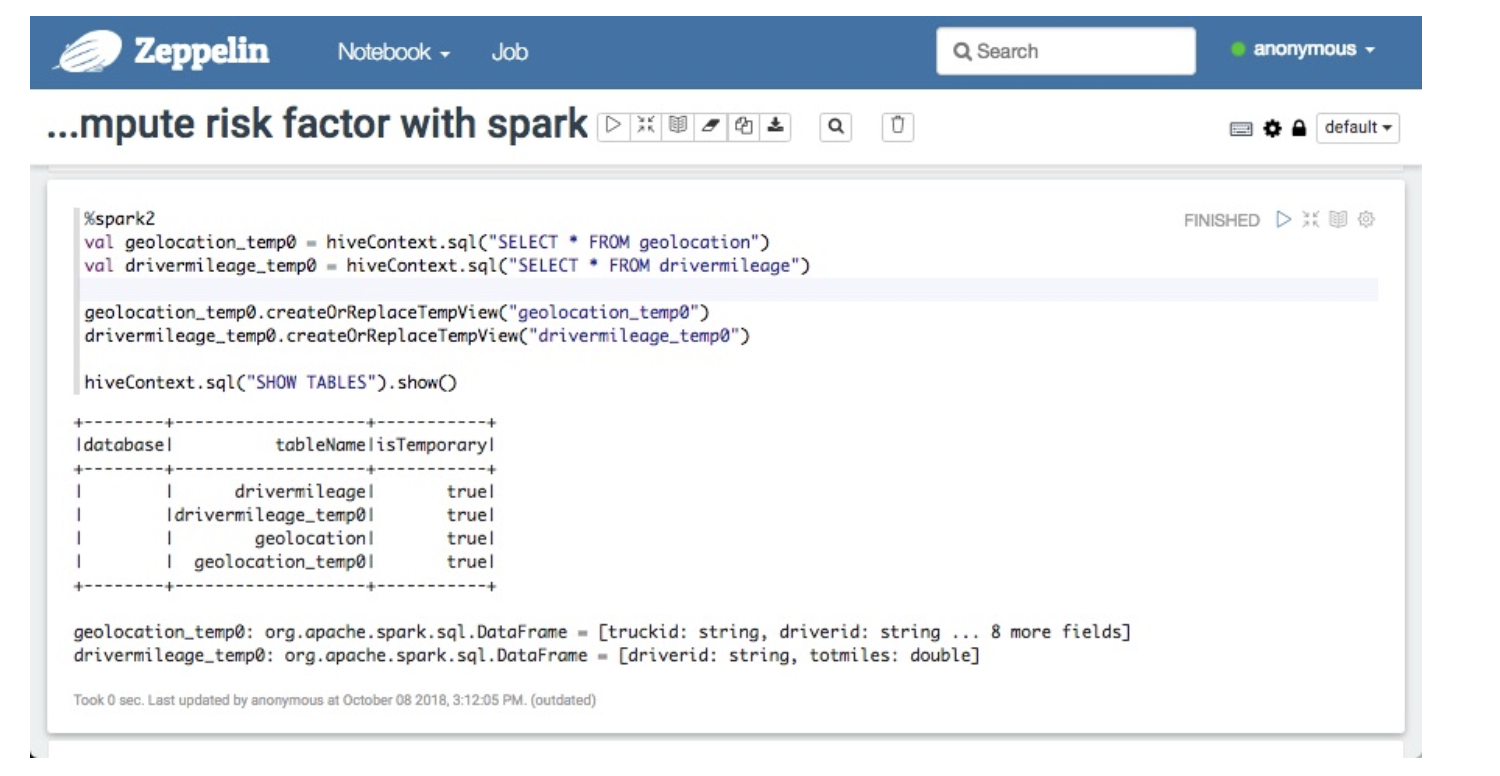 Zeppelin Notebook Job Search anonymous
...mpute risk factor with spark default
%spark2 FINISHED
val geolocation_temp0 = hiveContext.sql("SELECT * FROM geolocation")
val drivermileage_temp0 = hiveContext.sql("SELECT * FROM drivermileage")
geolocation_temp0.createOrReplaceTempView("geolocation_temp0")
drivermileage_temp0.createOrReplaceTempView("drivermileage_temp0")
hiveContext.sql("SHOW TABLES").show()
+--------+-------------------+-----------+
|database|          tableName|isTemporary|
+--------+-------------------+-----------+
|        |      drivermileage|       true|
|        |drivermileage_temp0|       true|
|        |        geolocation|       true|
|        |  geolocation_temp0|       true|
+--------+-------------------+-----------+
geolocation_temp0: org.apache.spark.sql.DataFrame = [truckid: string, driverid: string ... 8 more fields]
drivermileage_temp0: org.apache.spark.sql.DataFrame = [driverid: string, totmiles: double]
Took 0 sec. Last updated by anonymous at October 08 2018, 3:12:05 PM. (outdated)